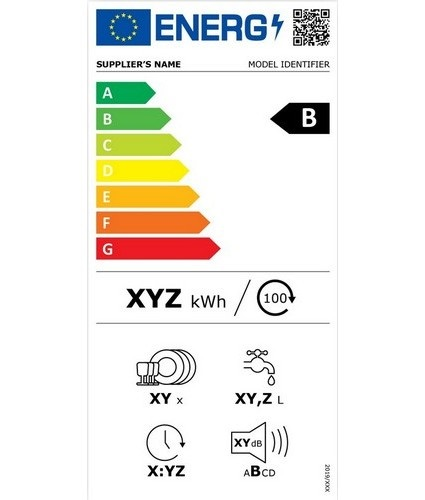 ENERG
SUPPLIER'S NAME MODEL IDENTIFIER
A
B
B
C
D
E
F
G
XYZ kWh / 100
XY x
XY,Z L
X:YZ
XY dB
ABCD
2019/XXX